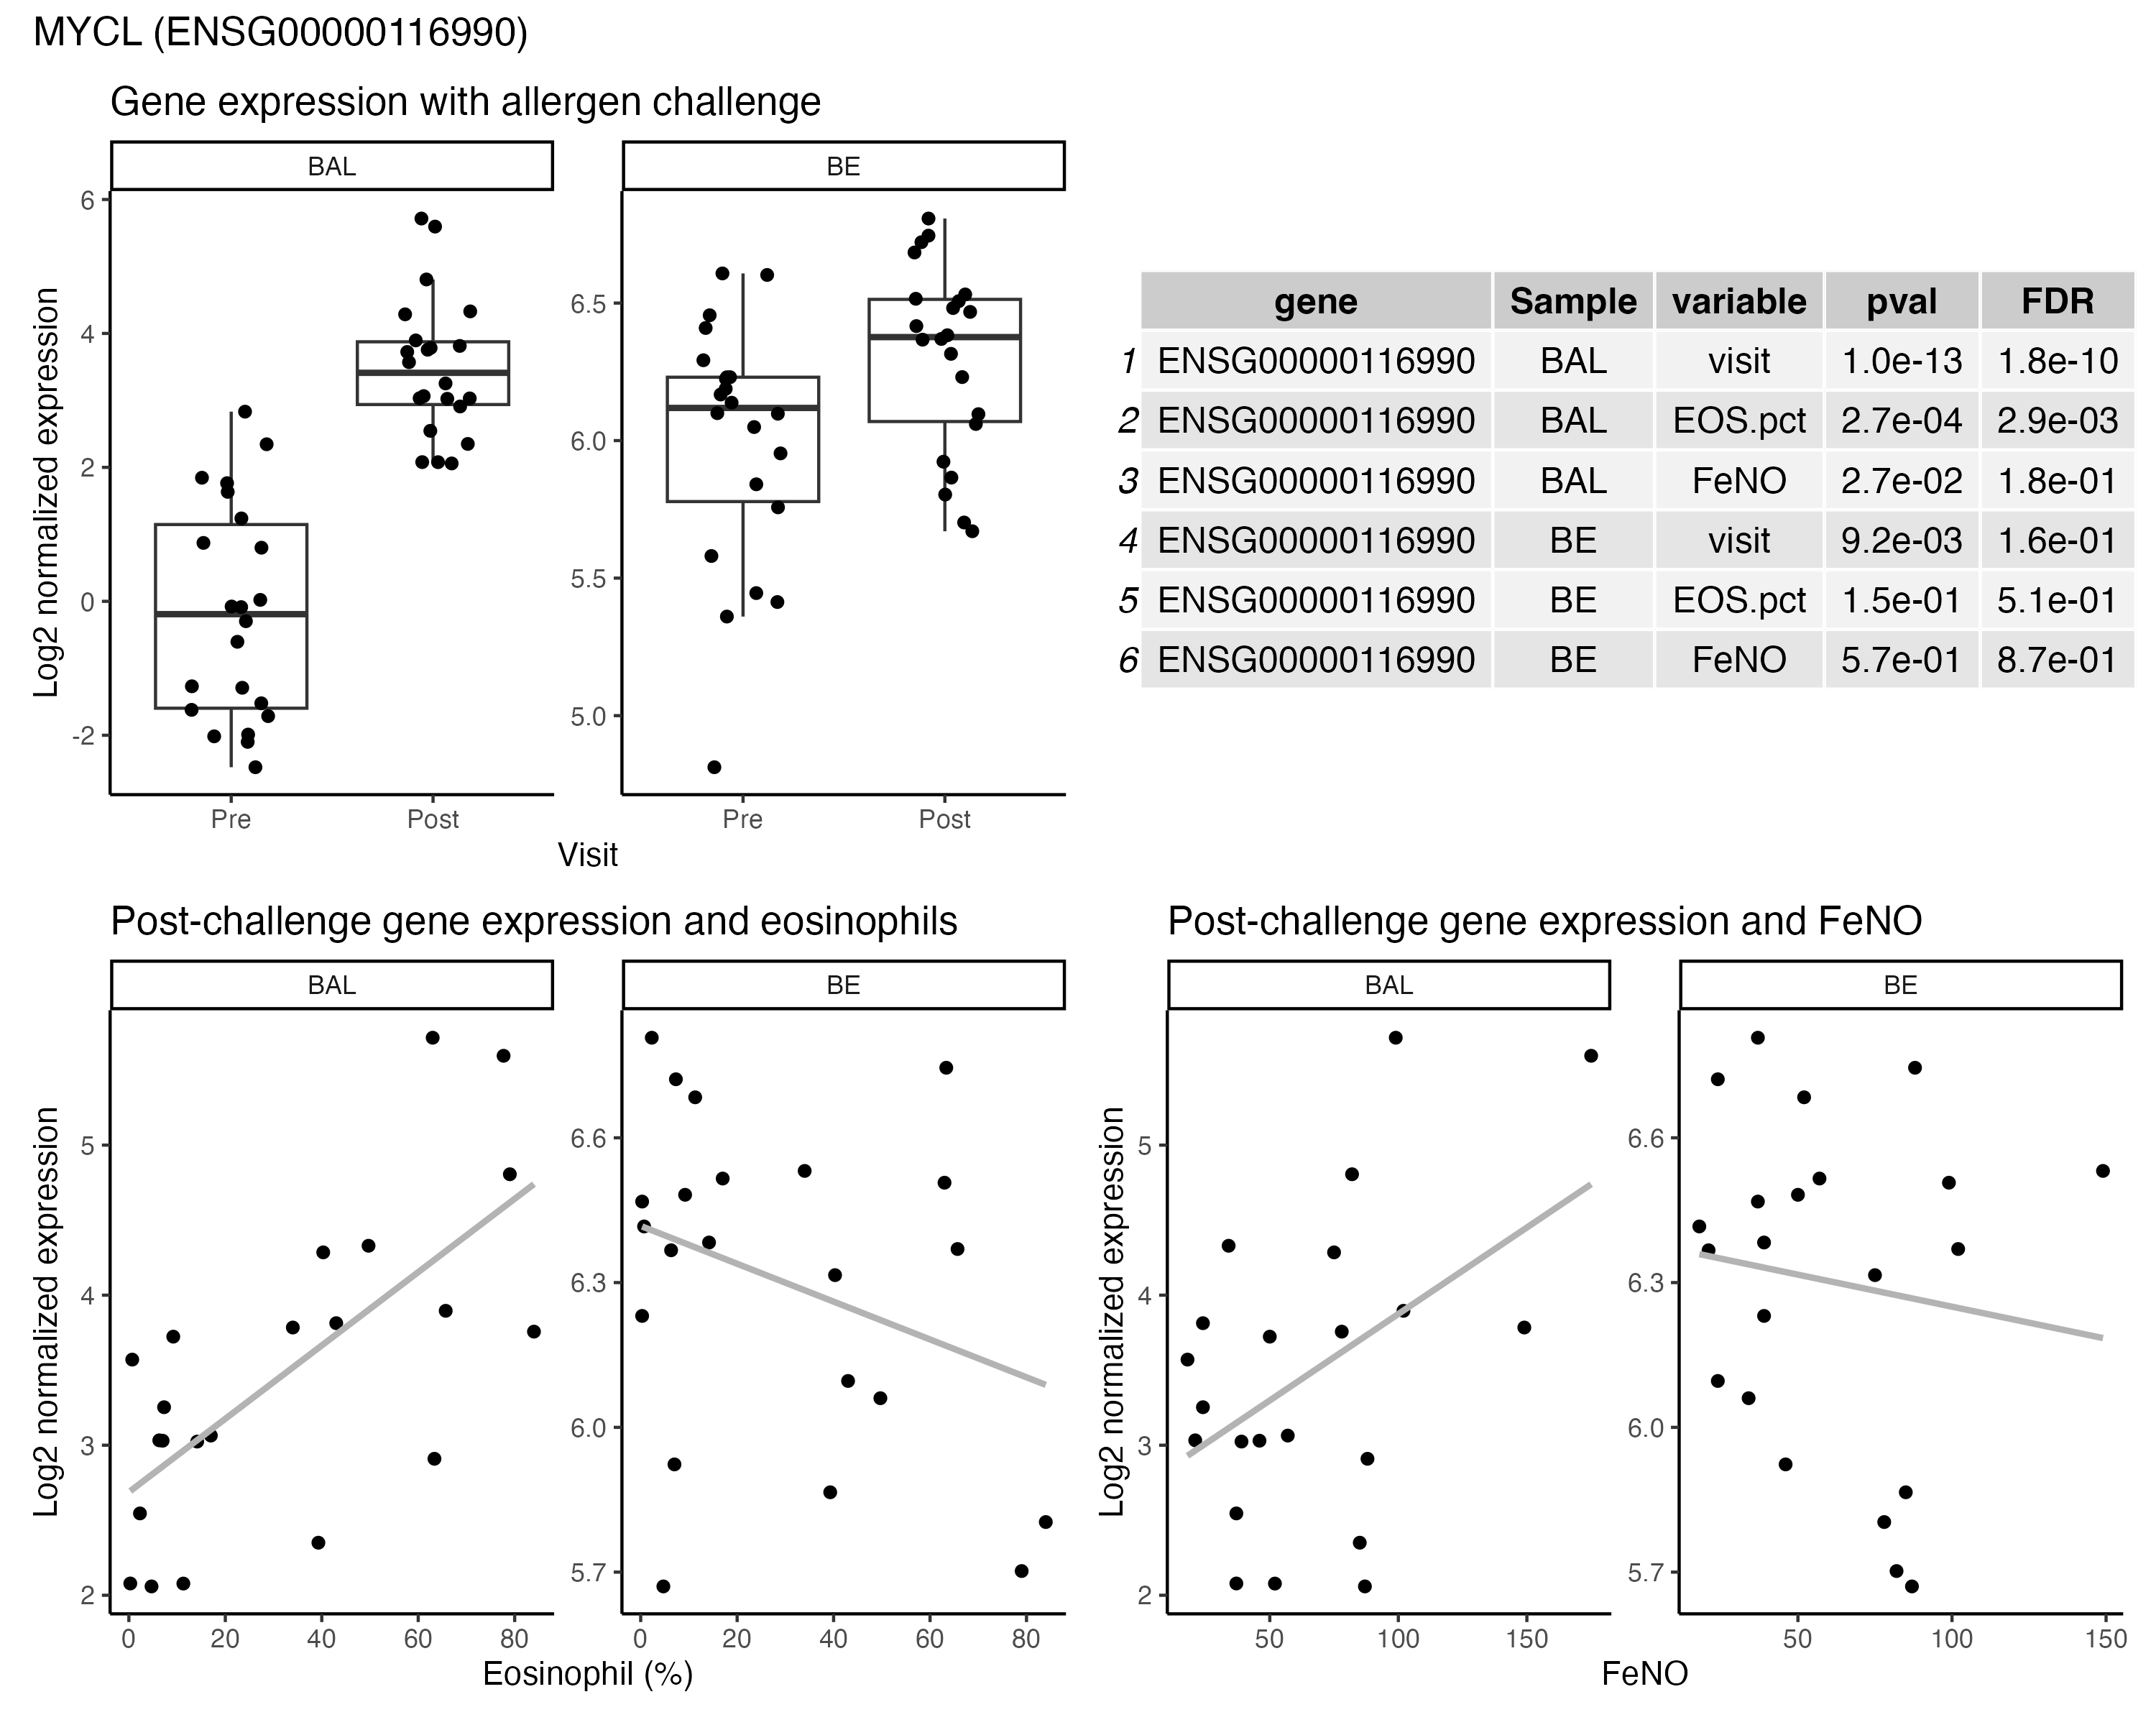 MYCL (ENSG00000116990)
Gene expression with allergen challenge
BAL
BE
Log2 normalized expression
6
4
2
0
-2
6.5
6.0
5.5
5.0
Pre
Post
Pre
Post
Visit
gene Sample variable pval FDR
1 ENSG00000116990 BAL visit 1.0e-13 1.8e-10
2 ENSG00000116990 BAL EOS.pct 2.7e-04 2.9e-03
3 ENSG00000116990 BAL FeNO 2.7e-02 1.8e-01
4 ENSG00000116990 BE visit 9.2e-03 1.6e-01
5 ENSG00000116990 BE EOS.pct 1.5e-01 5.1e-01
6 ENSG00000116990 BE FeNO 5.7e-01 8.7e-01
Post-challenge gene expression and eosinophils
BAL
BE
Log2 normalized expression
5
4
3
2
6.6
6.3
6.0
5.7
0 20 40 60 80
0 20 40 60 80
Eosinophil (%)
Post-challenge gene expression and FeNO
BAL
BE
Log2 normalized expression
5
4
3
2
6.6
6.3
6.0
5.7
50 100 150
50 100 150
FeNO